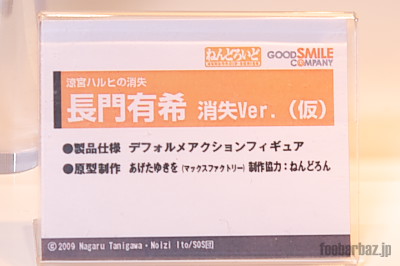 ねんどろいど GOOD SMILE COMPANY
涼宮ハルヒの消失
長門有希 消失Ver.（仮）
●製品仕様 デフォルメアクションフィギュア
●原型制作 あげたゆきを（マックスファクトリー） 制作協力：ねんどろん
©2009 Nagaru Tanigawa・Noizi Ito/SOS団
foobarbaz.jp